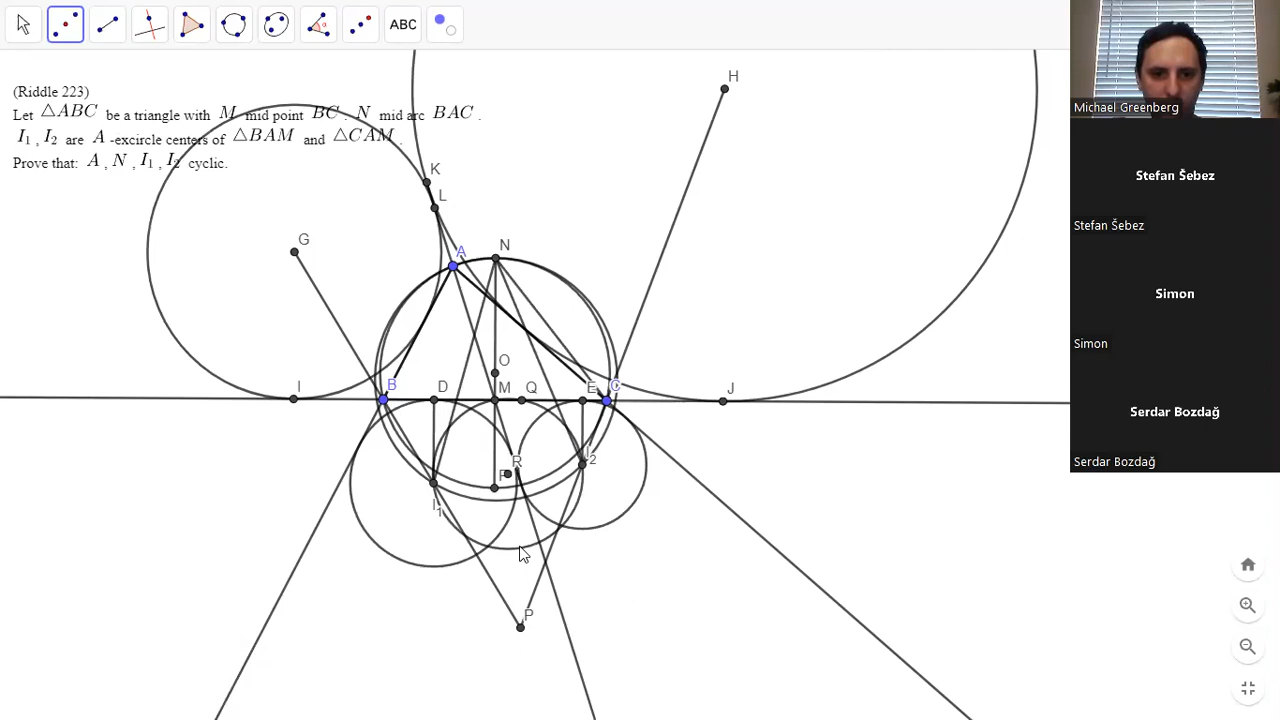 ABC
(Riddle 223)
Let △ABC be a triangle with M mid point BC . N mid arc BAC .
I₁ , I₂ are A -excircle centers of △BAM and △CAM .
Prove that: A , N , I₁ , I₂ cyclic.
H
K
L
G
A
N
O
I
B
D
M
Q
E
C
J
R
F
I₂
I₁
P
Michael Greenberg
Stefan Šebez
Stefan Šebez
Simon
Simon
Serdar Bozdağ
Serdar Bozdağ